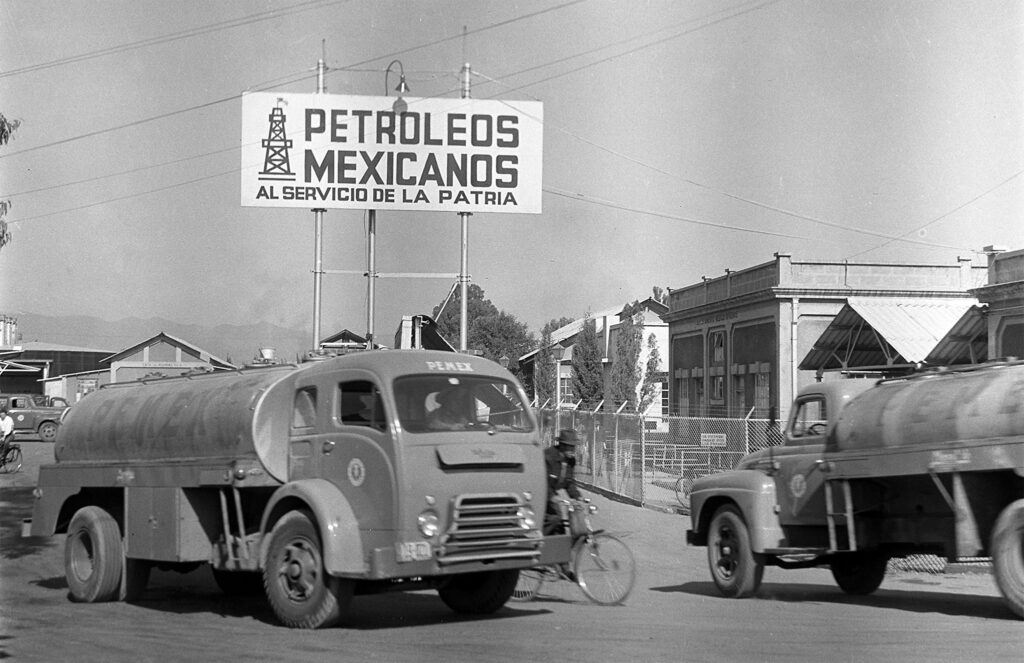 PETROLEOS
MEXICANOS
AL SERVICIO DE LA PATRIA
PEMEX